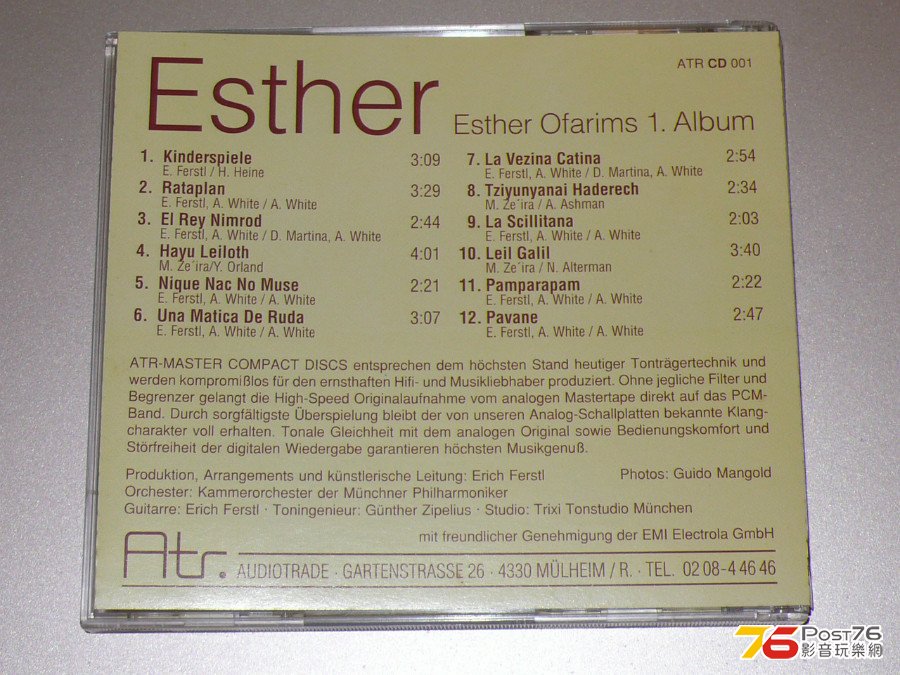 Esther
ATR CD 001
Esther Ofarims 1. Album
1. Kinderspiele 3:09
E. Ferstl / H. Heine
2. Rataplan 3:29
E. Ferstl, A. White / A. White
3. El Rey Nimrod 2:44
E. Ferstl, A. White / D. Martina, A. White
4. Hayu Leiloth 4:01
M. Ze´ira/Y. Orland
5. Nique Nac No Muse 2:21
E. Ferstl, A. White / A. White
6. Una Matica De Ruda 3:07
E. Ferstl, A. White / A. White
7. La Vezina Catina 2:54
E. Ferstl, A. White / D. Martina, A. White
8. Tziyunyanai Haderech 2:34
M. Ze´ira / A. Ashman
9. La Scillitana 2:03
E. Ferstl, A. White / A. White
10. Leil Galil 3:40
M. Ze´ira / N. Alterman
11. Pamparapam 2:22
E. Ferstl, A. White / A. White
12. Pavane 2:47
E. Ferstl, A. White / A. White
ATR-MASTER COMPACT DISCS entsprechen dem höchsten Stand heutiger Tonträgertechnik und
werden kompromißlos für den ernsthaften Hifi- und Musikliebhaber produziert. Ohne jegliche Filter und
Begrenzer gelangt die High-Speed Originalaufnahme vom analogen Mastertape direkt auf das PCM-
Band. Durch sorgfältigste Überspielung bleibt der von unseren Analog-Schallplatten bekannte Klang-
charakter voll erhalten. Tonale Gleichheit mit dem analogen Original sowie Bedienungskomfort und
Störfreiheit der digitalen Wiedergabe garantieren höchsten Musikgenuß.
Produktion, Arrangements und künstlerische Leitung: Erich Ferstl Photos: Guido Mangold
Orchester: Kammerorchester der Münchner Philharmoniker
Guitarre: Erich Ferstl · Toningenieur: Günther Zipelius · Studio: Trixi Tonstudio München
mit freundlicher Genehmigung der EMI Electrola GmbH
Atr.
AUDIOTRADE · GARTENSTRASSE 26 · 4330 MÜLHEIM / R. · TEL. 02 08-4 46 46
76 Post76
影音玩樂網